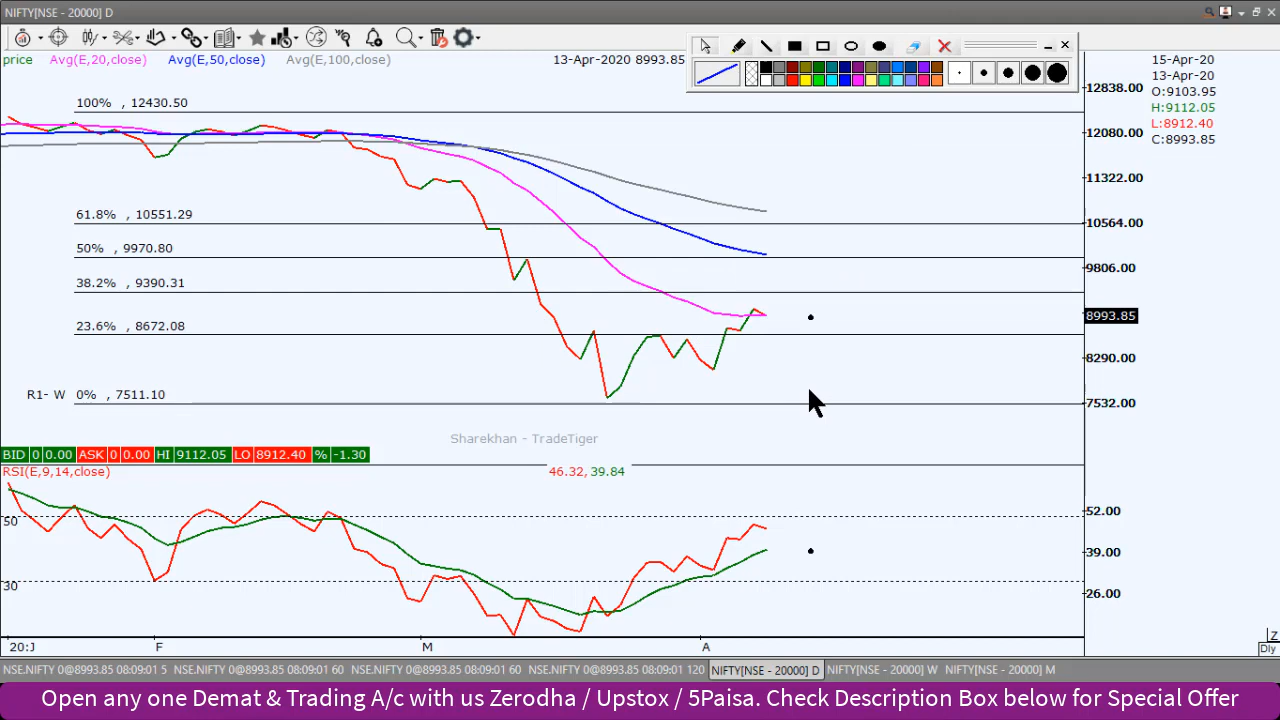 NIFTY[NSE - 20000] D
price Avg(E,20,close) Avg(E,50,close) Avg(E,100,close) 13-Apr-2020 8993.85
15-Apr-20
13-Apr-20
O:9103.95
H:9112.05
L:8912.40
C:8993.85
100% , 12430.50
61.8% , 10551.29
50% , 9970.80
38.2% , 9390.31
23.6% , 8672.08
R1- W 0% , 7511.10
12838.00
12080.00
11322.00
10564.00
9806.00
8993.85
8290.00
7532.00
Sharekhan - TradeTiger
BID 0 0.00 ASK 0 0.00 HI 9112.05 LO 8912.40 % -1.30
RSI(E,9,14,close) 46.32, 39.84
50
30
52.00
39.00
26.00
20:J F M A
Z
Dly
NSE.NIFTY 0@8993.85 08:09:01 5 NSE.NIFTY 0@8993.85 08:09:01 60 NSE.NIFTY 0@8993.85 08:09:01 60 NSE.NIFTY 0@8993.85 08:09:01 120 NIFTY[NSE - 20000] D NIFTY[NSE - 20000] W NIFTY[NSE - 20000] M
Open any one Demat & Trading A/c with us Zerodha / Upstox / 5Paisa. Check Description Box below for Special Offer